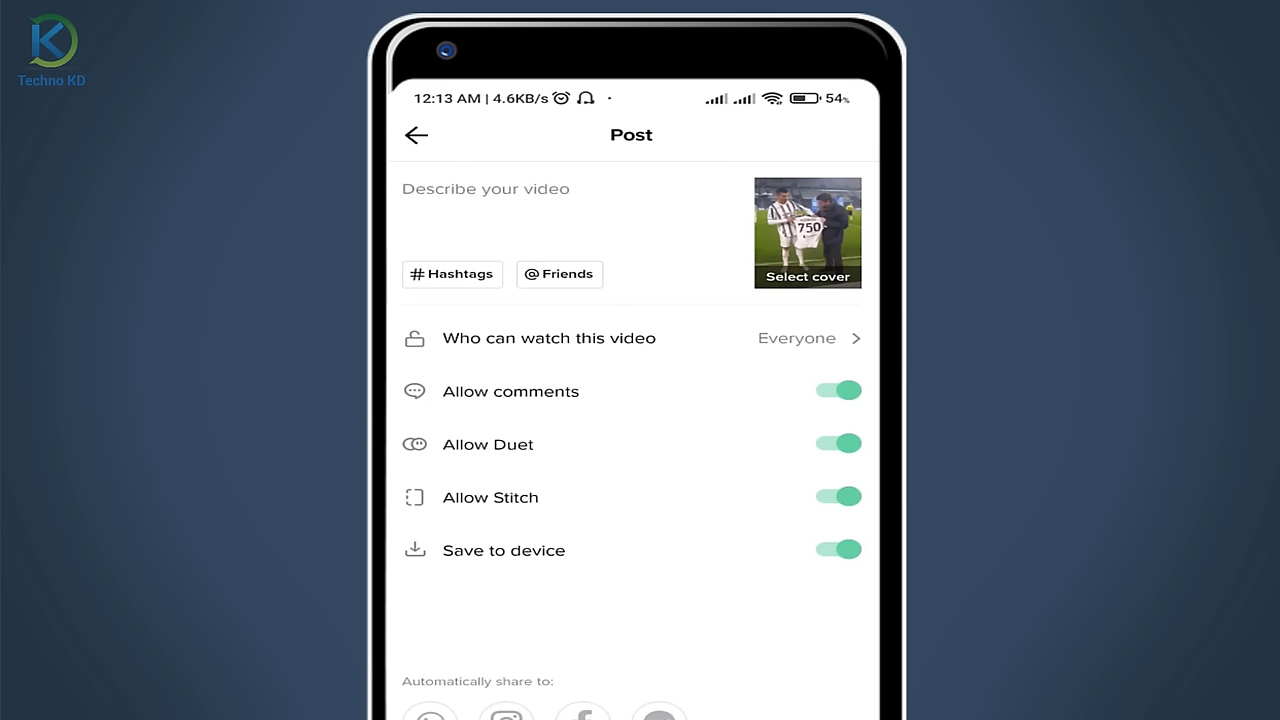 Techno KD
12:13 AM | 4.6KB/s
54%
Post
Describe your video
750
Select cover
# Hashtags
@ Friends
Who can watch this video
Everyone
Allow comments
Allow Duet
Allow Stitch
Save to device
Automatically share to: